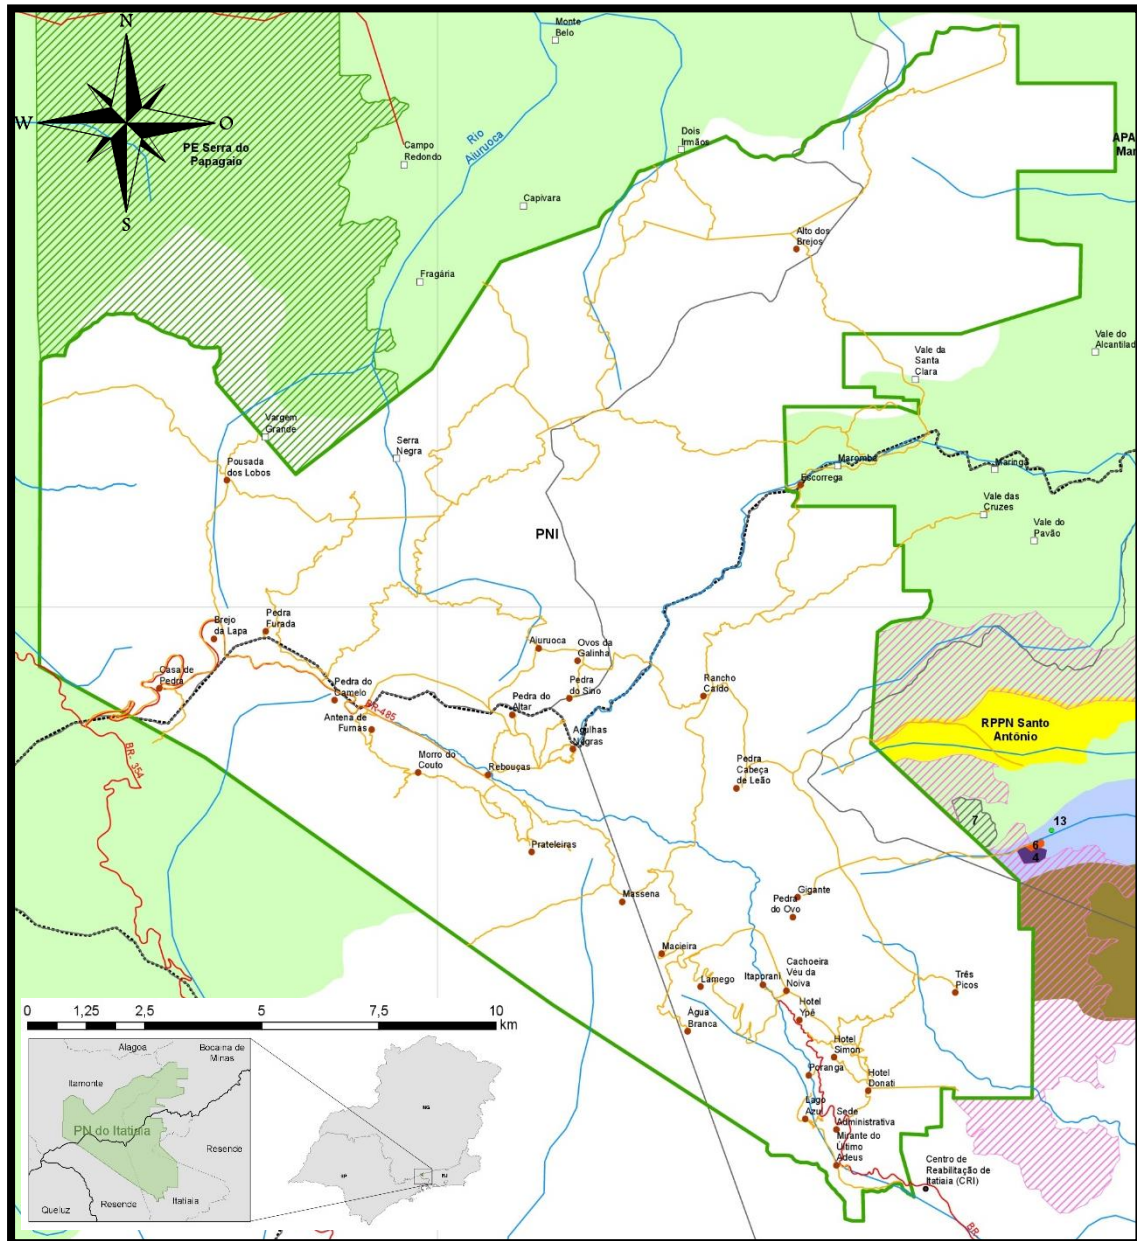 N
W
O
S
PE Serra do
Papagaio
Monte
Belo
Rio
Aiuruoca
Campo
Redondo
Dois
Irmãos
Capivara
Fragária
Alto dos
Brejos
APA
Man
Vale do
Alcantilad
Vale da
Santa
Clara
Vargem
Grande
Serra
Negra
Pousada
dos Lobos
Maromba
Escorrega
Maringá
Vale das
Cruzes
Vale do
Pavão
PNI
Brejo
da Lapa
Pedra
Furada
Aiuruoca
Ovos da
Galinha
Casa de
Pedra
Pedra do
Camelo
Pedra
do Sino
Rancho
Caído
BR-485
Pedra do
Altar
Antena de
Furnas
Agulhas
Negras
RPPN Santo
Antônio
BR- 354
Morro do
Couto
Rebouças
Pedra
Cabeça
de Leão
7
13
6
4
Prateleiras
Massena
Gigante
Pedra
do Ovo
Macieira
Lamego
Itaporani
Cachoeira
Véu da
Noiva
Três
Picos
Água
Branca
Hotel
Ypê
Hotel
Simon
Poranga
Hotel
Donati
Lago
Azul
Sede
Administrativa
Mirante do
Último
Adeus
Centro de
Reabilitação de
Itatiaia (CRI)
BR-
0 1,25 2,5 5 7,5 10
km
Alagoa
Bocaina de
Minas
Itamonte
PN do Itatiaia
Resende
Resende
Itatiaia
Queluz
MG
SP
RJ